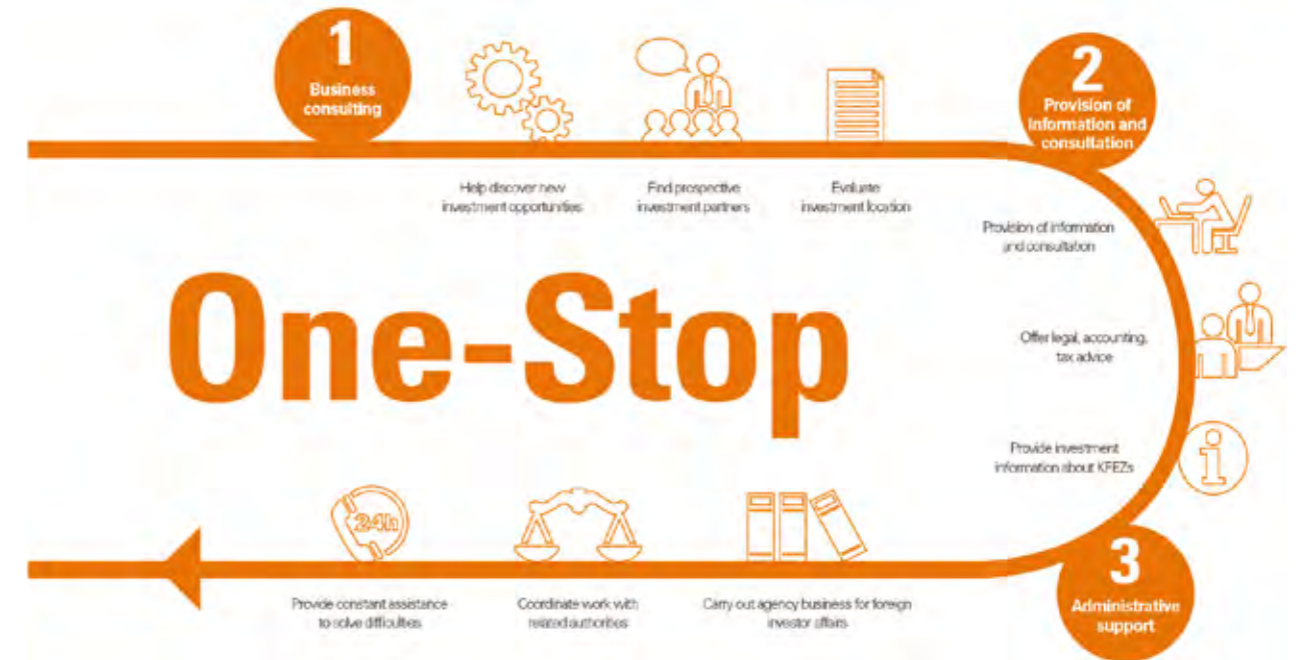 1
Business
consulting
Help discover new
investment opportunities
Find prospective
investment partners
Evaluate
investment location
2
Provision of
Information and
consultation
Provision of information
and consultation
Offer legal, accounting,
tax advice
Provide investment
information about KFEZs
One-Stop
3
Administrative
support
Carry out agency business for foreign
investor affairs
Coordinate work with
related authorities
24h
Provide constant assistance
to solve difficulties